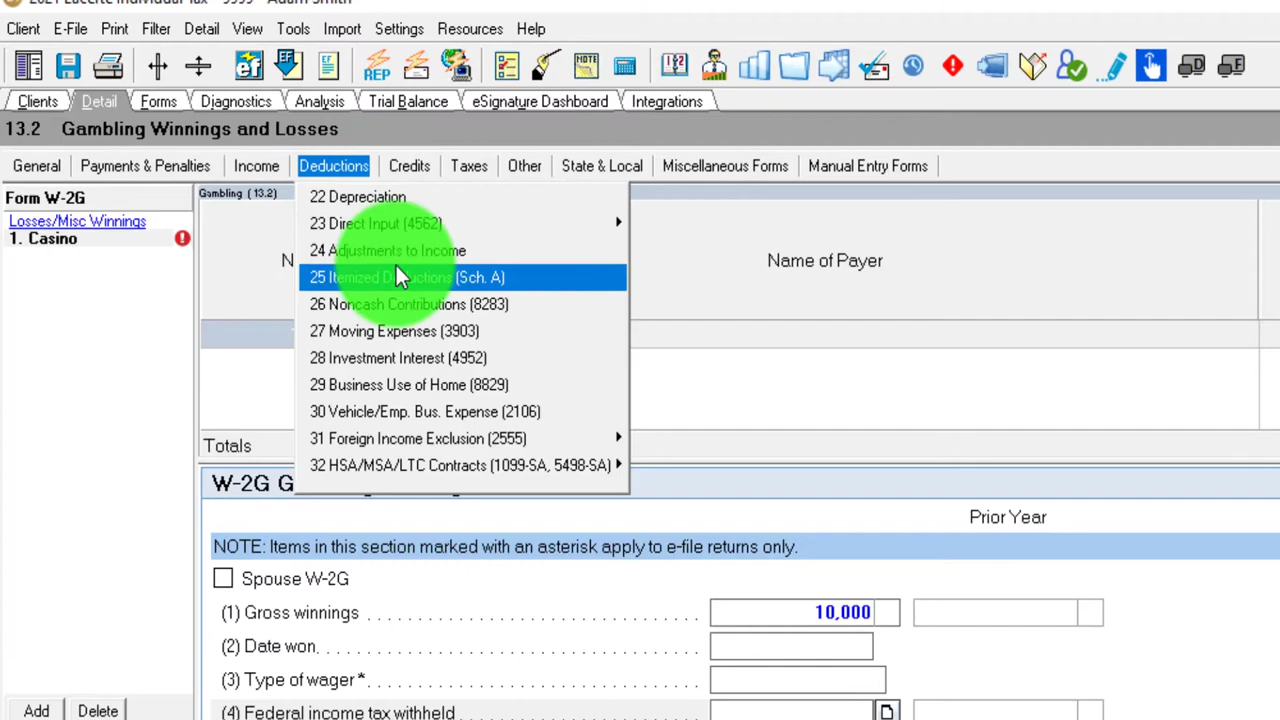 2021 Lacerte Individual Tax - 9999 - Adam Smith
Client E-File Print Filter Detail View Tools Import Settings Resources Help
Clients Detail Forms Diagnostics Analysis Trial Balance eSignature Dashboard Integrations
13.2 Gambling Winnings and Losses
General Payments & Penalties Income Deductions Credits Taxes Other State & Local Miscellaneous Forms Manual Entry Forms
Form W-2G
Losses/Misc Winnings
1. Casino
Gambling (13.2)
Name of Payer
22 Depreciation
23 Direct Input (4562)
24 Adjustments to Income
25 Itemized Deductions (Sch. A)
26 Noncash Contributions (8283)
27 Moving Expenses (3903)
28 Investment Interest (4952)
29 Business Use of Home (8829)
30 Vehicle/Emp. Bus. Expense (2106)
31 Foreign Income Exclusion (2555)
32 HSA/MSA/LTC Contracts (1099-SA, 5498-SA)
Totals
W-2G G
Prior Year
NOTE: Items in this section marked with an asterisk apply to e-file returns only.
Spouse W-2G
(1) Gross winnings 10,000
(2) Date won
(3) Type of wager*
(4) Federal income tax withheld
Add Delete